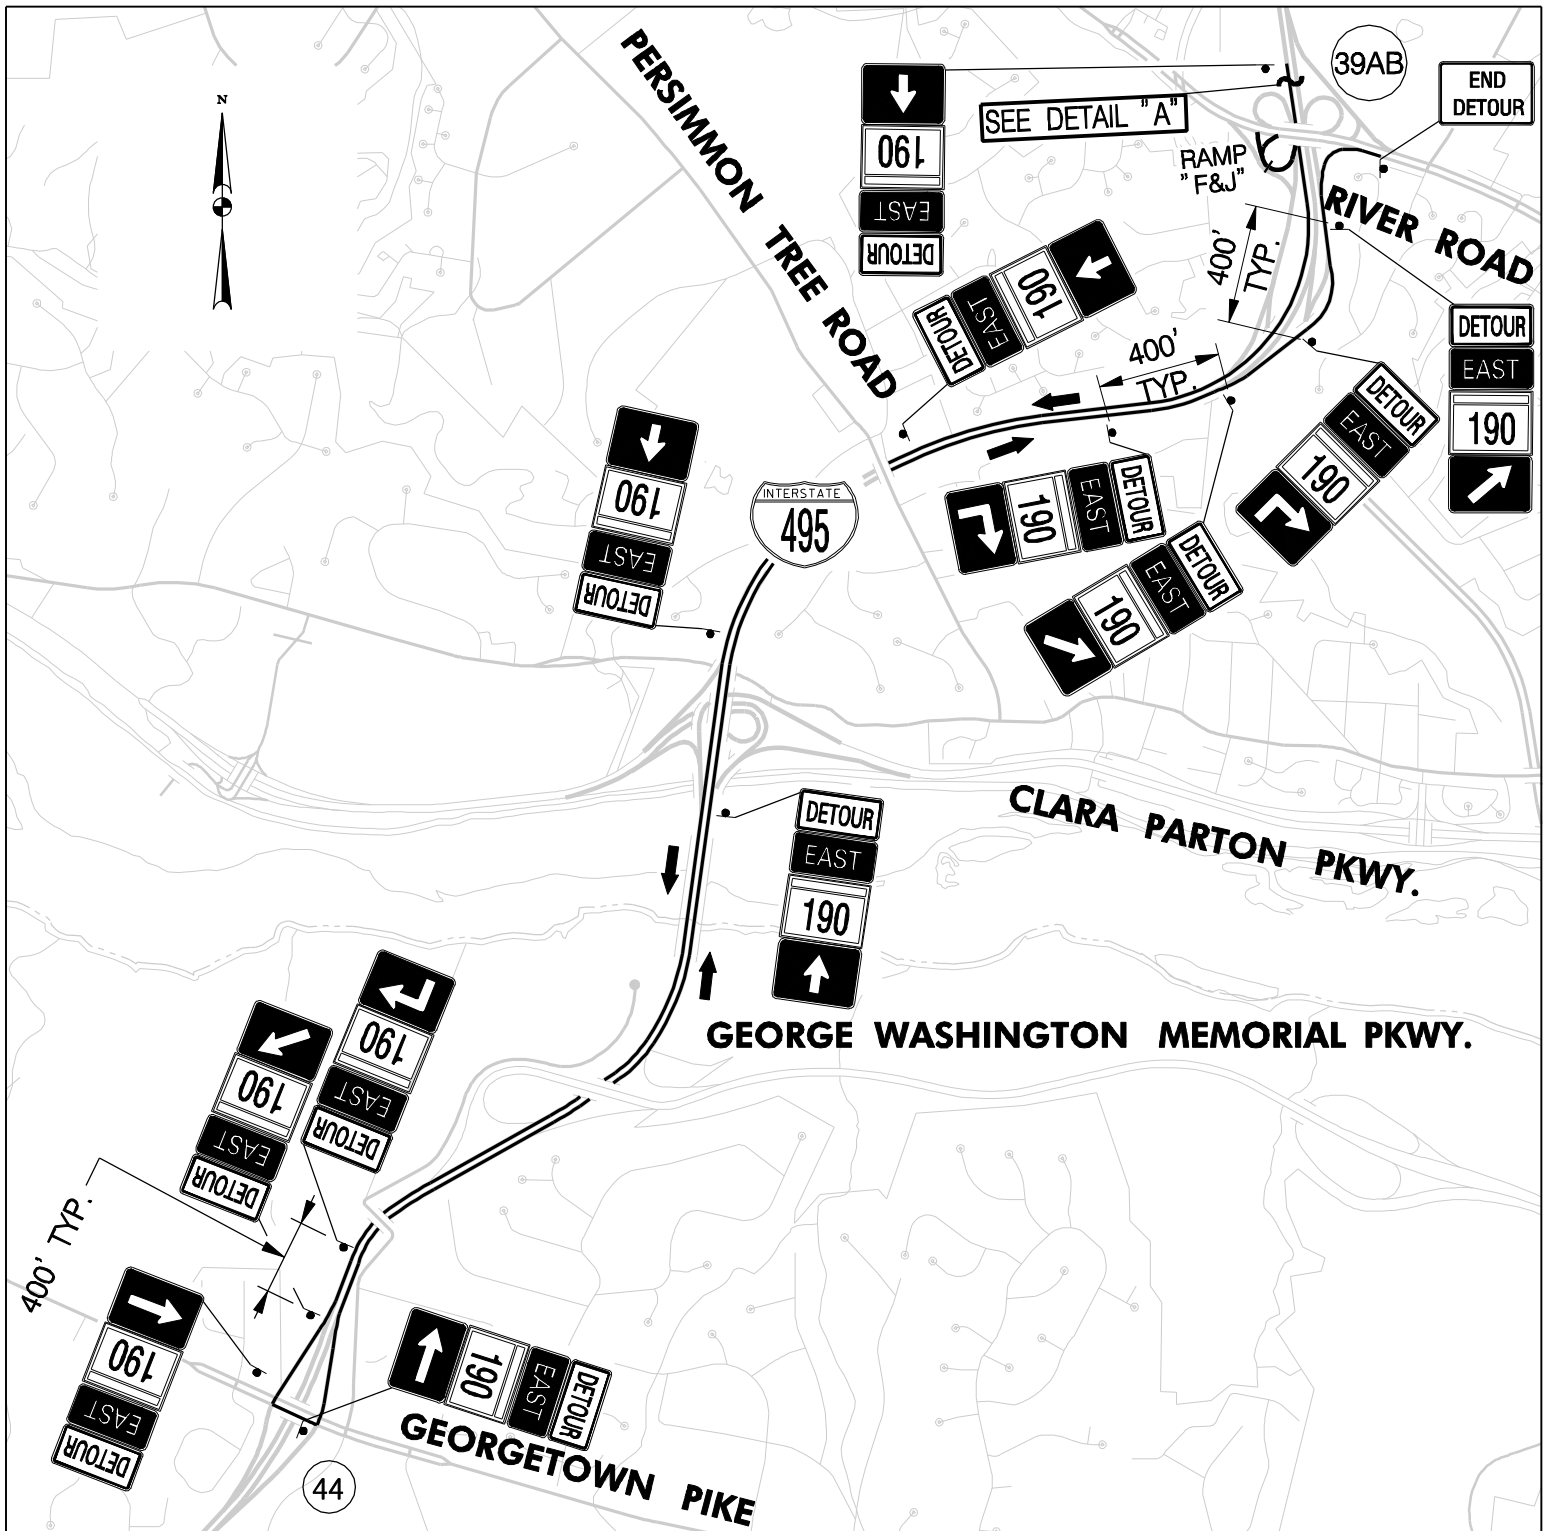 N
PERSIMMON TREE ROAD
39AB
END
DETOUR
SEE DETAIL "A"
RAMP
"F&J"
RIVER ROAD
190
EAST
DETOUR
400'
TYP.
190
EAST
DETOUR
400'
TYP.
DETOUR
EAST
190
DETOUR
EAST
190
190
EAST
DETOUR
INTERSTATE
495
DETOUR
EAST
190
DETOUR
EAST
190
CLARA PARTON PKWY.
DETOUR
EAST
190
GEORGE WASHINGTON MEMORIAL PKWY.
190
EAST
DETOUR
190
EAST
DETOUR
400' TYP.
190
EAST
DETOUR
DETOUR
EAST
190
GEORGETOWN PIKE
44